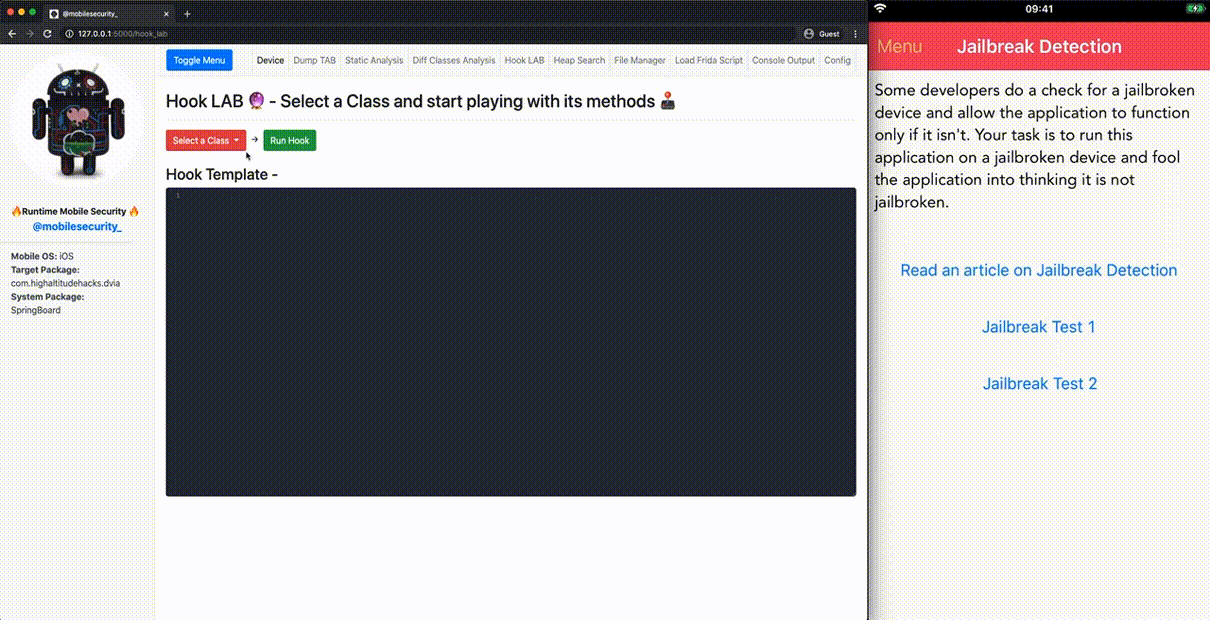 @mobilesecurity_
127.0.0.1:5000/hook_lab
Guest
🔥Runtime Mobile Security 🔥
@mobilesecurity_
Mobile OS: iOS
Target Package:
com.highaltitudehacks.dvia
System Package:
SpringBoard
Toggle Menu
Device
Dump TAB
Static Analysis
Diff Classes Analysis
Hook LAB
Heap Search
File Manager
Load Frida Script
Console Output
Config
Hook LAB 🔮 - Select a Class and start playing with its methods 🕹️
Select a Class
Run Hook
Hook Template -
1
09:41
Menu
Jailbreak Detection
Some developers do a check for a jailbroken
device and allow the application to function
only if it isn't. Your task is to run this
application on a jailbroken device and fool
the application into thinking it is not
jailbroken.
Read an article on Jailbreak Detection
Jailbreak Test 1
Jailbreak Test 2